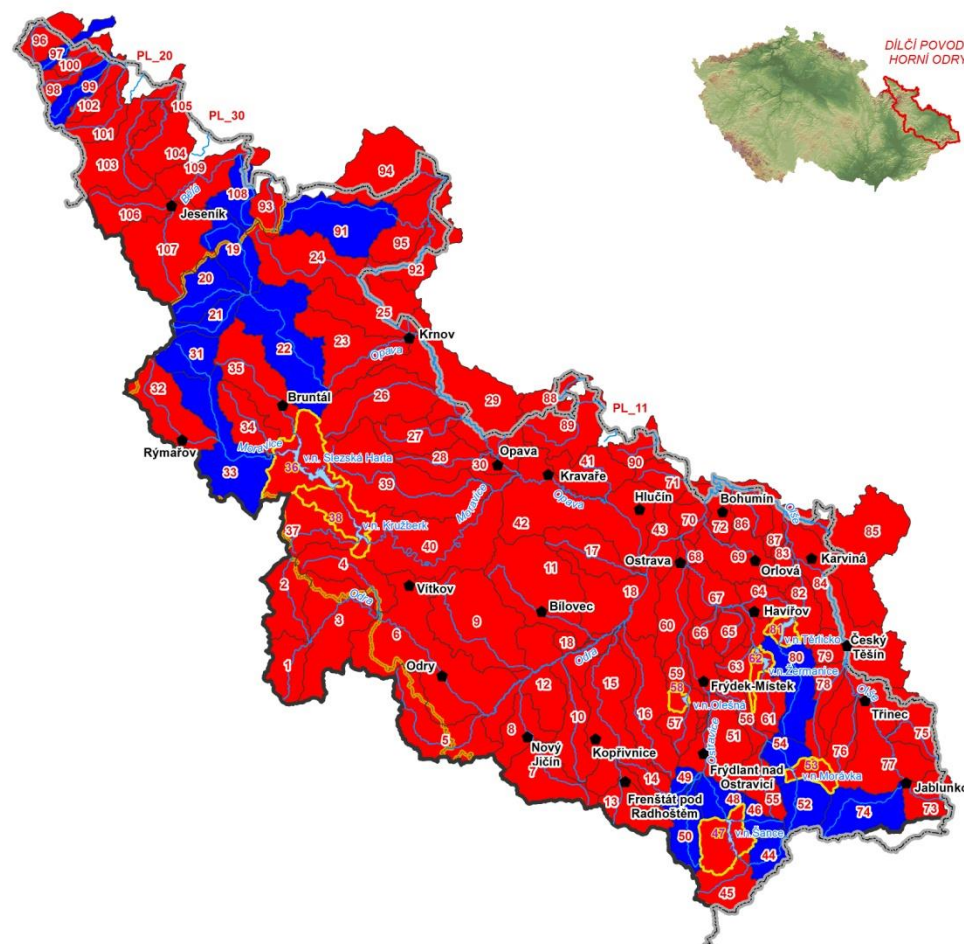 DÍLČÍ POVOD
HORNÍ ODRY
96
97
PL_20
100
98
99
102
105
PL_30
101
103
104
109
94
108
93
Bělá
106
Jeseník
91
107
19
95
24
92
20
21
25
Krnov
31
22
23
Opava
35
32
Bruntál
26
29
88
PL_11
89
34
27
Rýmařov
Moravice
v.n. Slezská Harta
28
30
Opava
41
90
36
33
39
Kravaře
71
Moravice
Opava
Hlučín
Bohumín
Olše
38
37
v.n. Kružberk
42
43
70
72
86
85
40
87
2
4
17
Ostrava
68
69
83
Karviná
11
Orlová
84
Vítkov
Odra
82
3
Bílovec
18
67
64
Havířov
6
9
60
66
65
81
v.n. Těrlicko
Český
Těšín
18
Odra
63
62
80
79
1
v.n.Žermanice
Odry
12
59
58
Frýdek-Místek
78
15
v.n.Olešná
Olše
Třinec
10
16
57
56
61
75
5
8
51
Nový
Jičín
Kopřivnice
Ostravice
54
76
7
53
77
14
Frýdlant nad
Ostravicí
v.n.Morávka
49
13
Frenštát pod
Radhoštěm
48
46
55
52
74
Jablunko
73
50
47
v.n.Šance
44
45